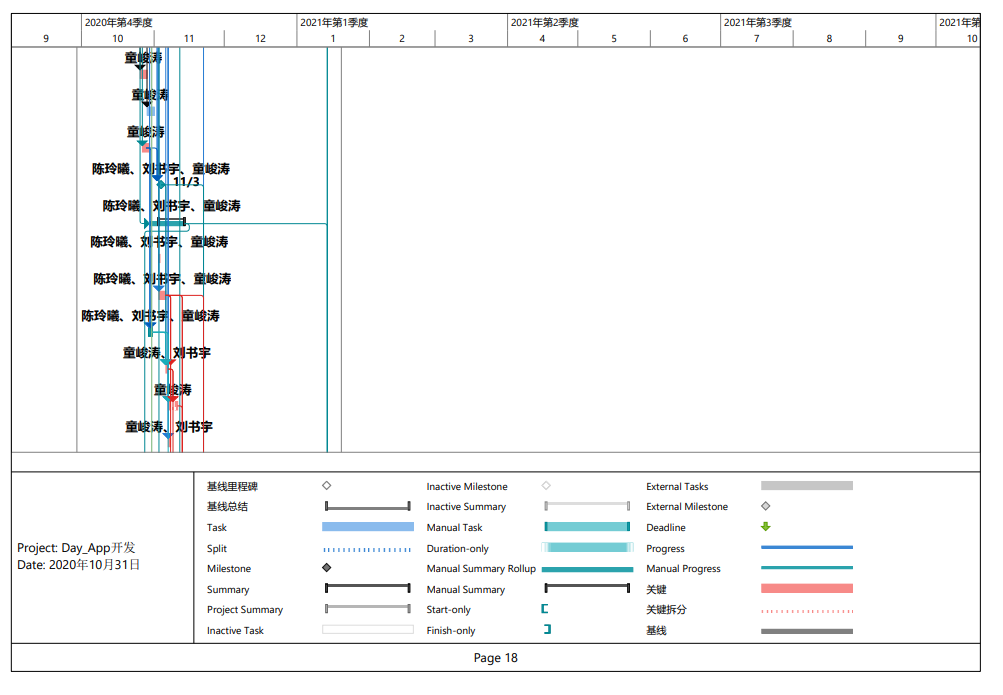 2020年第4季度 2021年第1季度 2021年第2季度 2021年第3季度 2021年第
9 10 11 12 1 2 3 4 5 6 7 8 9 10
童峻涛
童峻涛
童峻涛
陈玲曦、刘书宇、童峻涛
11/3
陈玲曦、刘书宇、童峻涛
陈玲曦、刘书宇、童峻涛
陈玲曦、刘书宇、童峻涛
陈玲曦、刘书宇、童峻涛
童峻涛、刘书宇
童峻涛
童峻涛、刘书宇
Project: Day_App开发
Date: 2020年10月31日
基线里程碑 Inactive Milestone External Tasks
基线总结 Inactive Summary External Milestone
Task Manual Task Deadline
Split Duration-only Progress
Milestone Manual Summary Rollup Manual Progress
Summary Manual Summary 关键
Project Summary Start-only 关键拆分
Inactive Task Finish-only 基线
Page 18